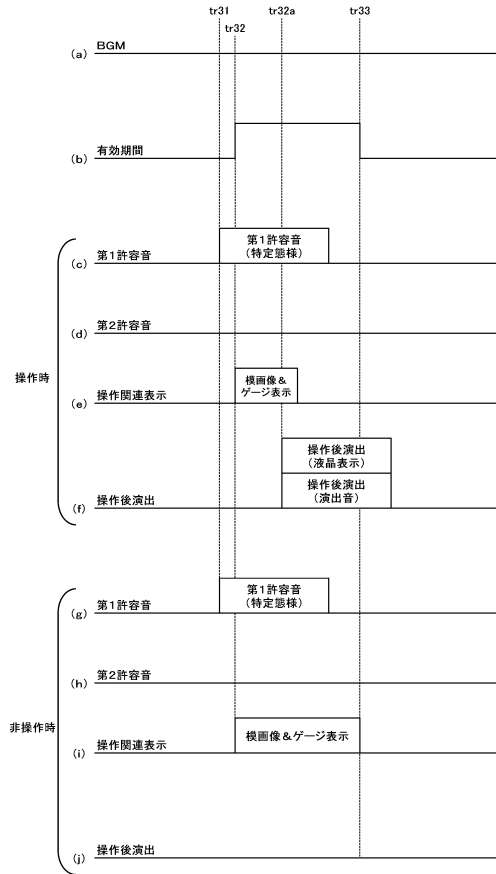 tr31 tr32a tr33
tr32
(a) BGM
(b) 有効期間
操作時
(c) 第1許容音
第1許容音
(特定態様)
(d) 第2許容音
(e) 操作関連表示
模画像&
ゲージ表示
(f) 操作後演出
操作後演出
(液晶表示)
操作後演出
(演出音)
非操作時
(g) 第1許容音
第1許容音
(特定態様)
(h) 第2許容音
(i) 操作関連表示
模画像&ゲージ表示
(j) 操作後演出